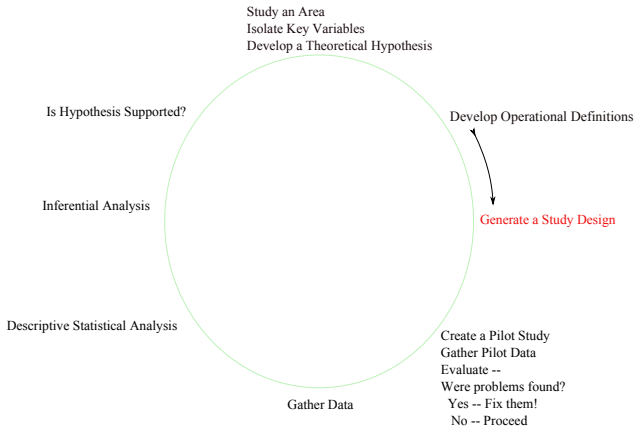 Study an Area
Isolate Key Variables
Develop a Theoretical Hypothesis
Develop Operational Definitions
Generate a Study Design
Create a Pilot Study
Gather Pilot Data
Evaluate --
Were problems found?
Yes -- Fix them!
No -- Proceed
Gather Data
Descriptive Statistical Analysis
Inferential Analysis
Is Hypothesis Supported?